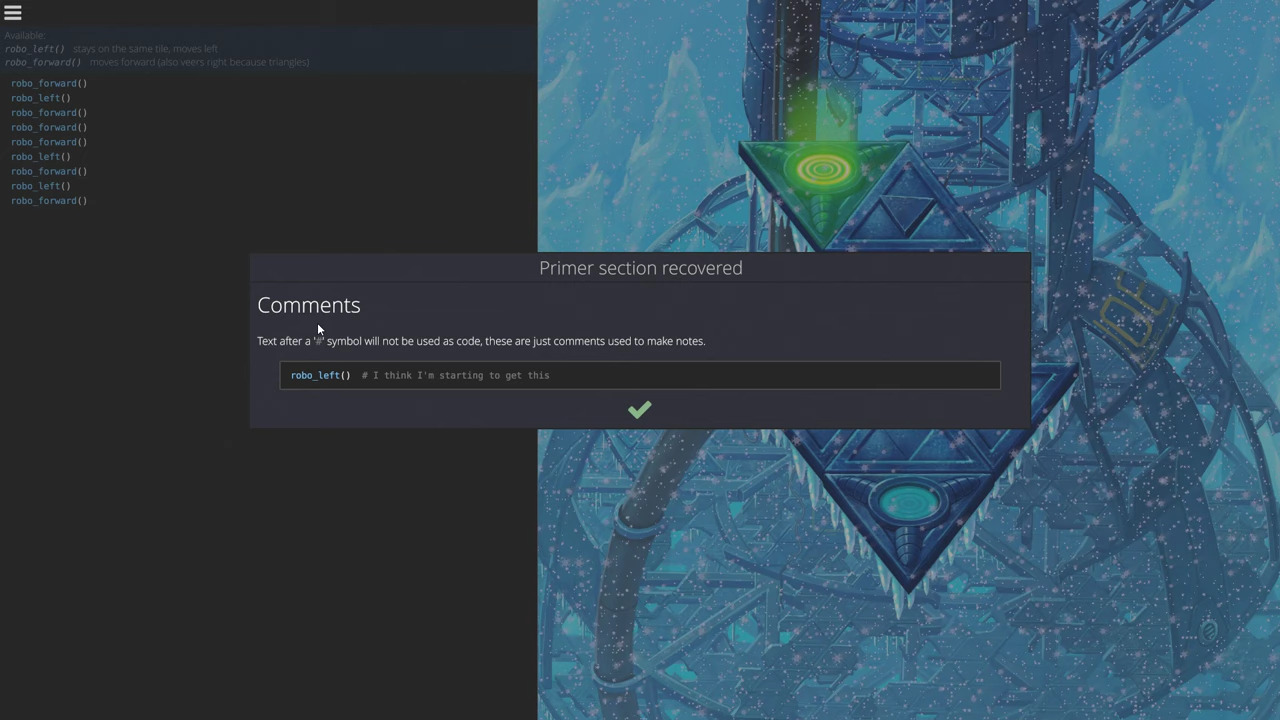 Available:
robo_left() stays on the same tile, moves left
robo_forward() moves forward (also veers right because triangles)
robo_forward()
robo_left()
robo_forward()
robo_forward()
robo_forward()
robo_left()
robo_forward()
robo_left()
robo_forward()
Primer section recovered
Comments
Text after a '#' symbol will not be used as code, these are just comments used to make notes.
robo_left() # I think I'm starting to get this